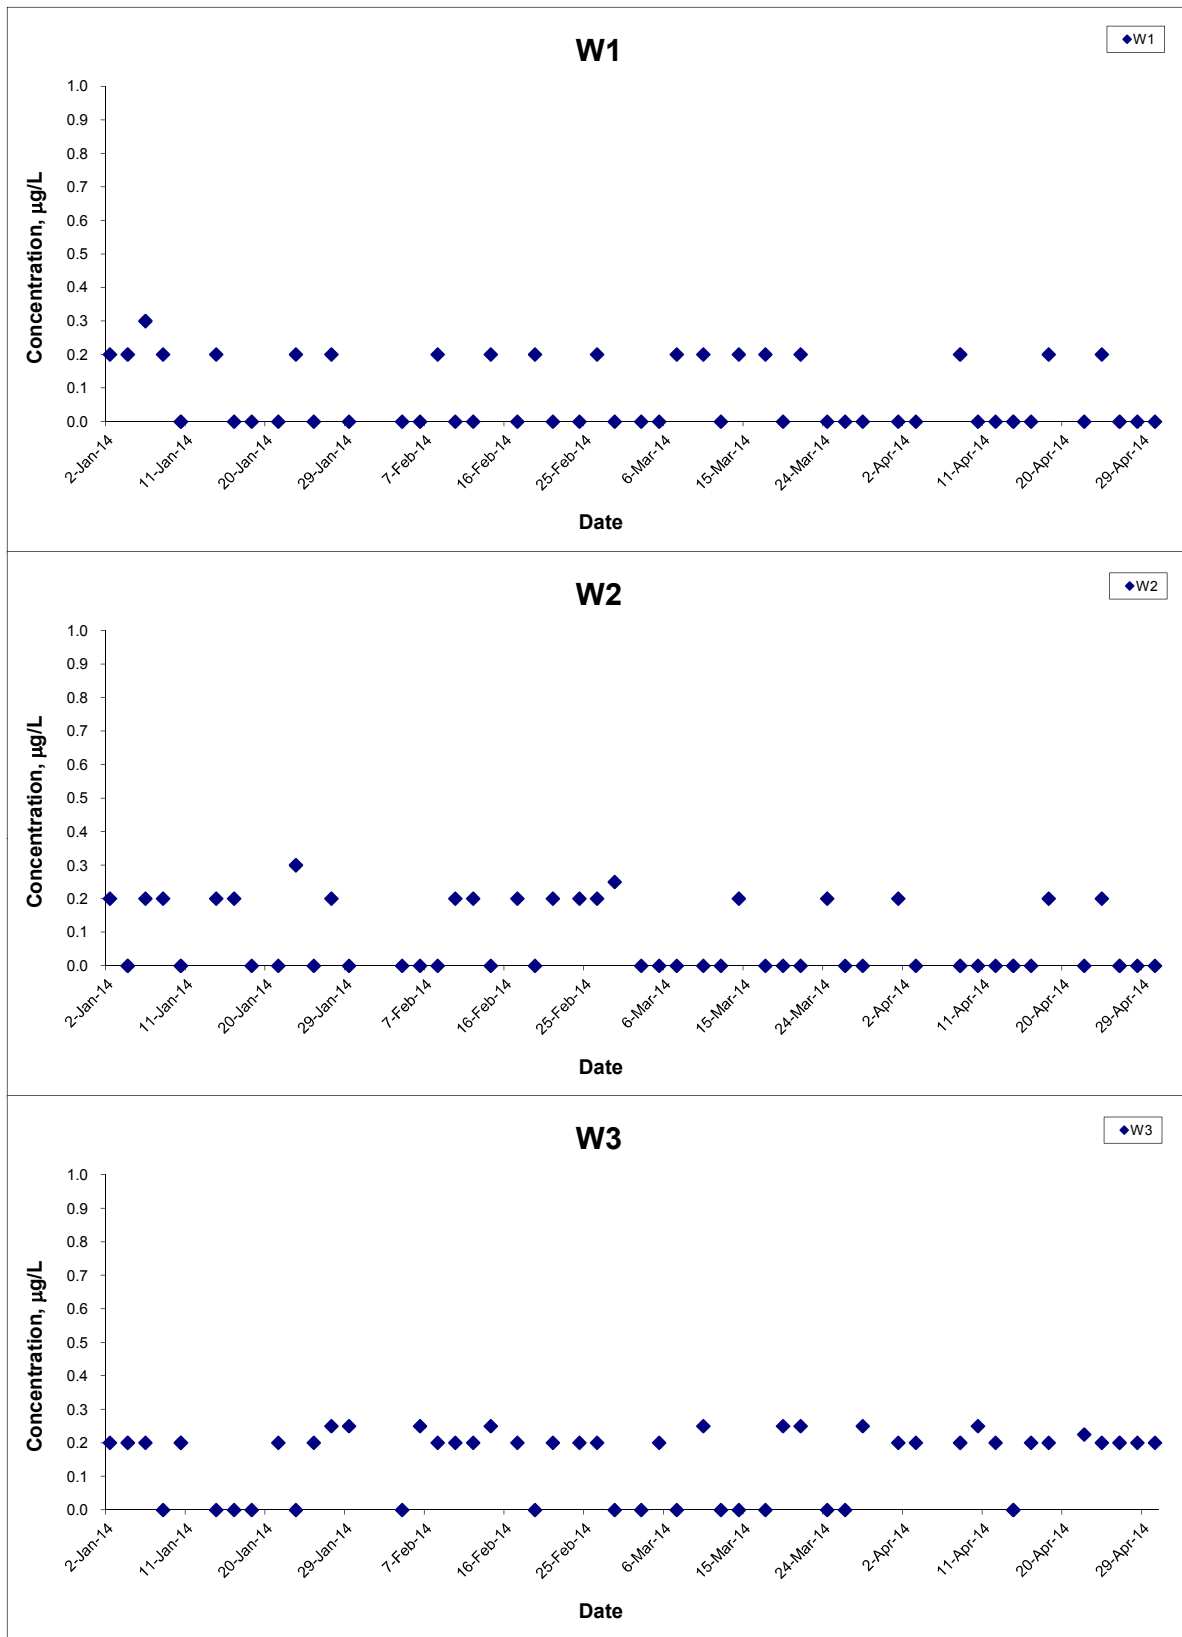 W1
W1
1.0
0.9
0.8
0.7
0.6
0.5
0.4
0.3
0.2
0.1
0.0
Concentration, µg/L
2-Jan-14 11-Jan-14 20-Jan-14 29-Jan-14 7-Feb-14 16-Feb-14 25-Feb-14 6-Mar-14 15-Mar-14 24-Mar-14 2-Apr-14 11-Apr-14 20-Apr-14 29-Apr-14
Date
W2
W2
1.0
0.9
0.8
0.7
0.6
0.5
0.4
0.3
0.2
0.1
0.0
Concentration, µg/L
2-Jan-14 11-Jan-14 20-Jan-14 29-Jan-14 7-Feb-14 16-Feb-14 25-Feb-14 6-Mar-14 15-Mar-14 24-Mar-14 2-Apr-14 11-Apr-14 20-Apr-14 29-Apr-14
Date
W3
W3
1.0
0.9
0.8
0.7
0.6
0.5
0.4
0.3
0.2
0.1
0.0
Concentration, µg/L
2-Jan-14 11-Jan-14 20-Jan-14 29-Jan-14 7-Feb-14 16-Feb-14 25-Feb-14 6-Mar-14 15-Mar-14 24-Mar-14 2-Apr-14 11-Apr-14 20-Apr-14 29-Apr-14
Date